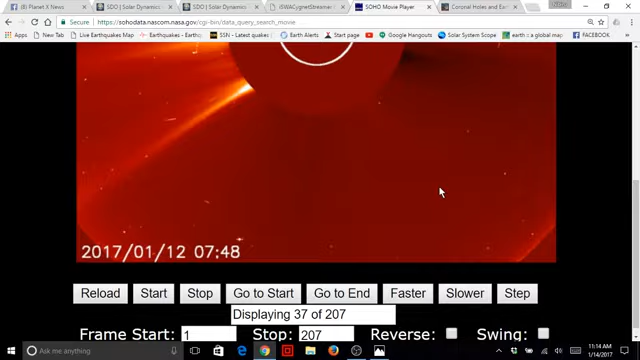 JBJ Planet X News
SDO | Solar Dynamics
SDO | Solar Dynamics
iSWACygnetStreamer
SOHO Movie Player
Coronal Holes and Ear
Secure
https://sohodata.nascom.nasa.gov/cgi-bin/data_query_search_movie
Apps
New Tab
Live Earthquakes Map
Earthquakes - Earthq
Earth Alerts
Start page
Google Hangouts
Solar System Scope
earth :: a global map
FACEBOOK
2017/01/12 07:48
Reload
Start
Stop
Go to Start
Go to End
Faster
Slower
Step
Displaying 37 of 207
Frame Start: 1
Stop: 207
Reverse:
Swing:
Ask me anything
11:14 AM
1/14/2017